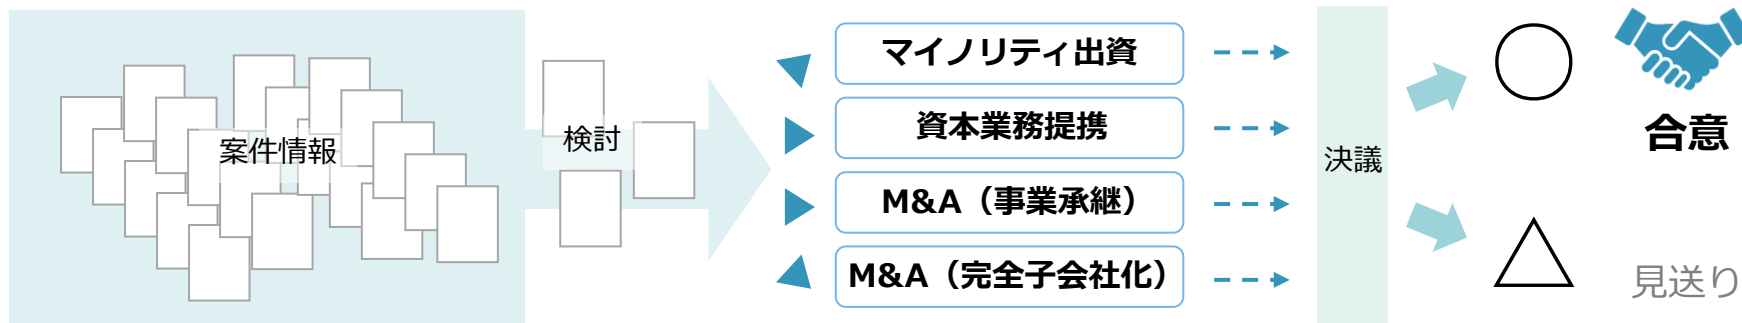 案件情報
検討
マイノリティ出資
資本業務提携
M&A（事業承継）
M&A（完全子会社化）
決議
合意
見送り